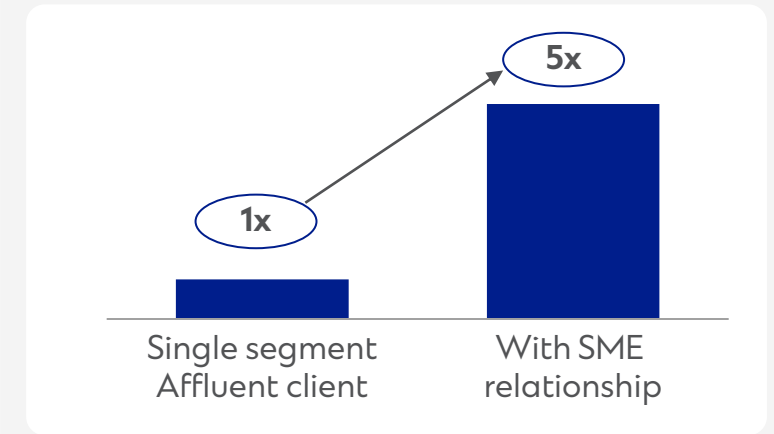 5x
1x
Single segment
Affluent client
With SME
relationship